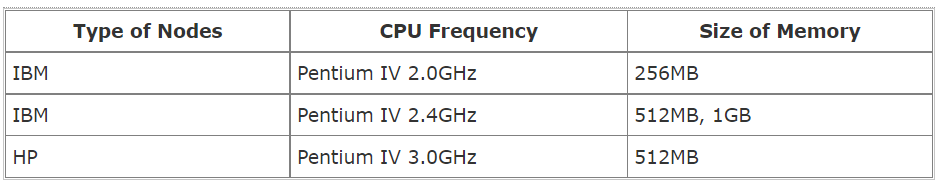 Type of Nodes CPU Frequency Size of Memory
IBM Pentium IV 2.0GHz 256MB
IBM Pentium IV 2.4GHz 512MB, 1GB
HP Pentium IV 3.0GHz 512MB